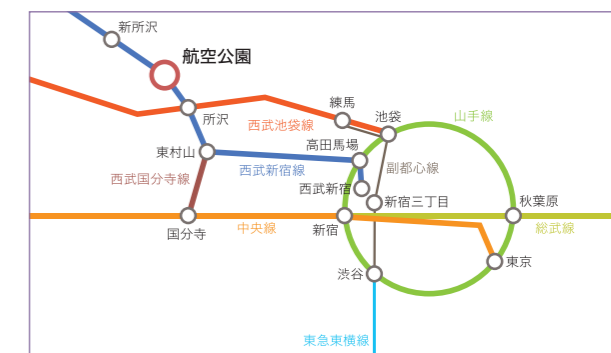 新所沢
航空公園
練馬
池袋
山手線
所沢
西武池袋線
高田馬場
東村山
副都心線
西武国分寺線
西武新宿線
西武新宿
新宿三丁目
秋葉原
国分寺
中央線
新宿
総武線
渋谷
東京
東急東横線